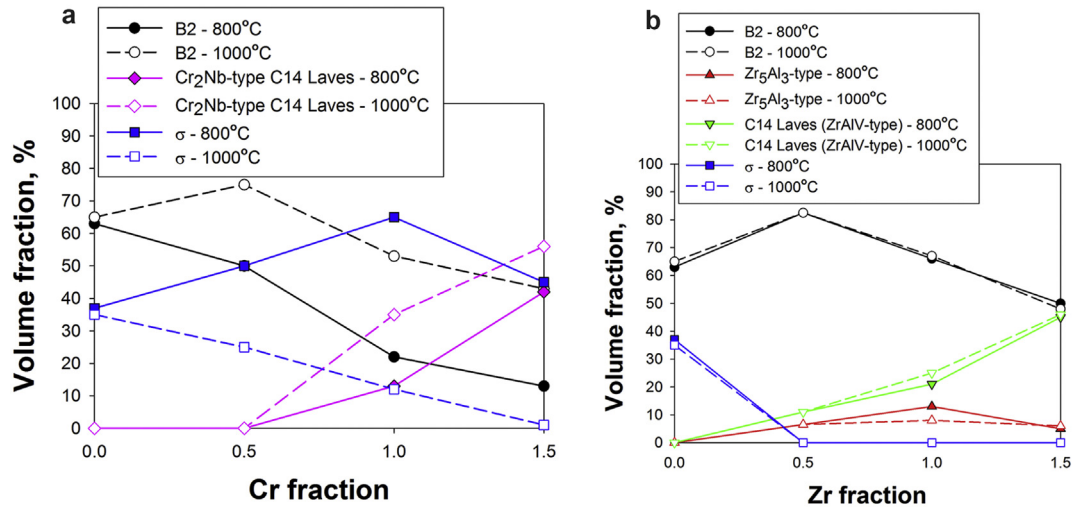 a
B2 - 800°C
B2 - 1000°C
Cr2Nb-type C14 Laves - 800°C
Cr2Nb-type C14 Laves - 1000°C
σ - 800°C
σ - 1000°C
100
90
80
70
60
50
40
30
20
10
0
Volume fraction, %
0.0 0.5 1.0 1.5
Cr fraction
b
B2 - 800°C
B2 - 1000°C
Zr5Al3-type - 800°C
Zr5Al3-type - 1000°C
C14 Laves (ZrAlV-type) - 800°C
C14 Laves (ZrAlV-type) - 1000°C
σ - 800°C
σ - 1000°C
100
90
80
70
60
50
40
30
20
10
0
Volume fraction, %
0.0 0.5 1.0 1.5
Zr fraction